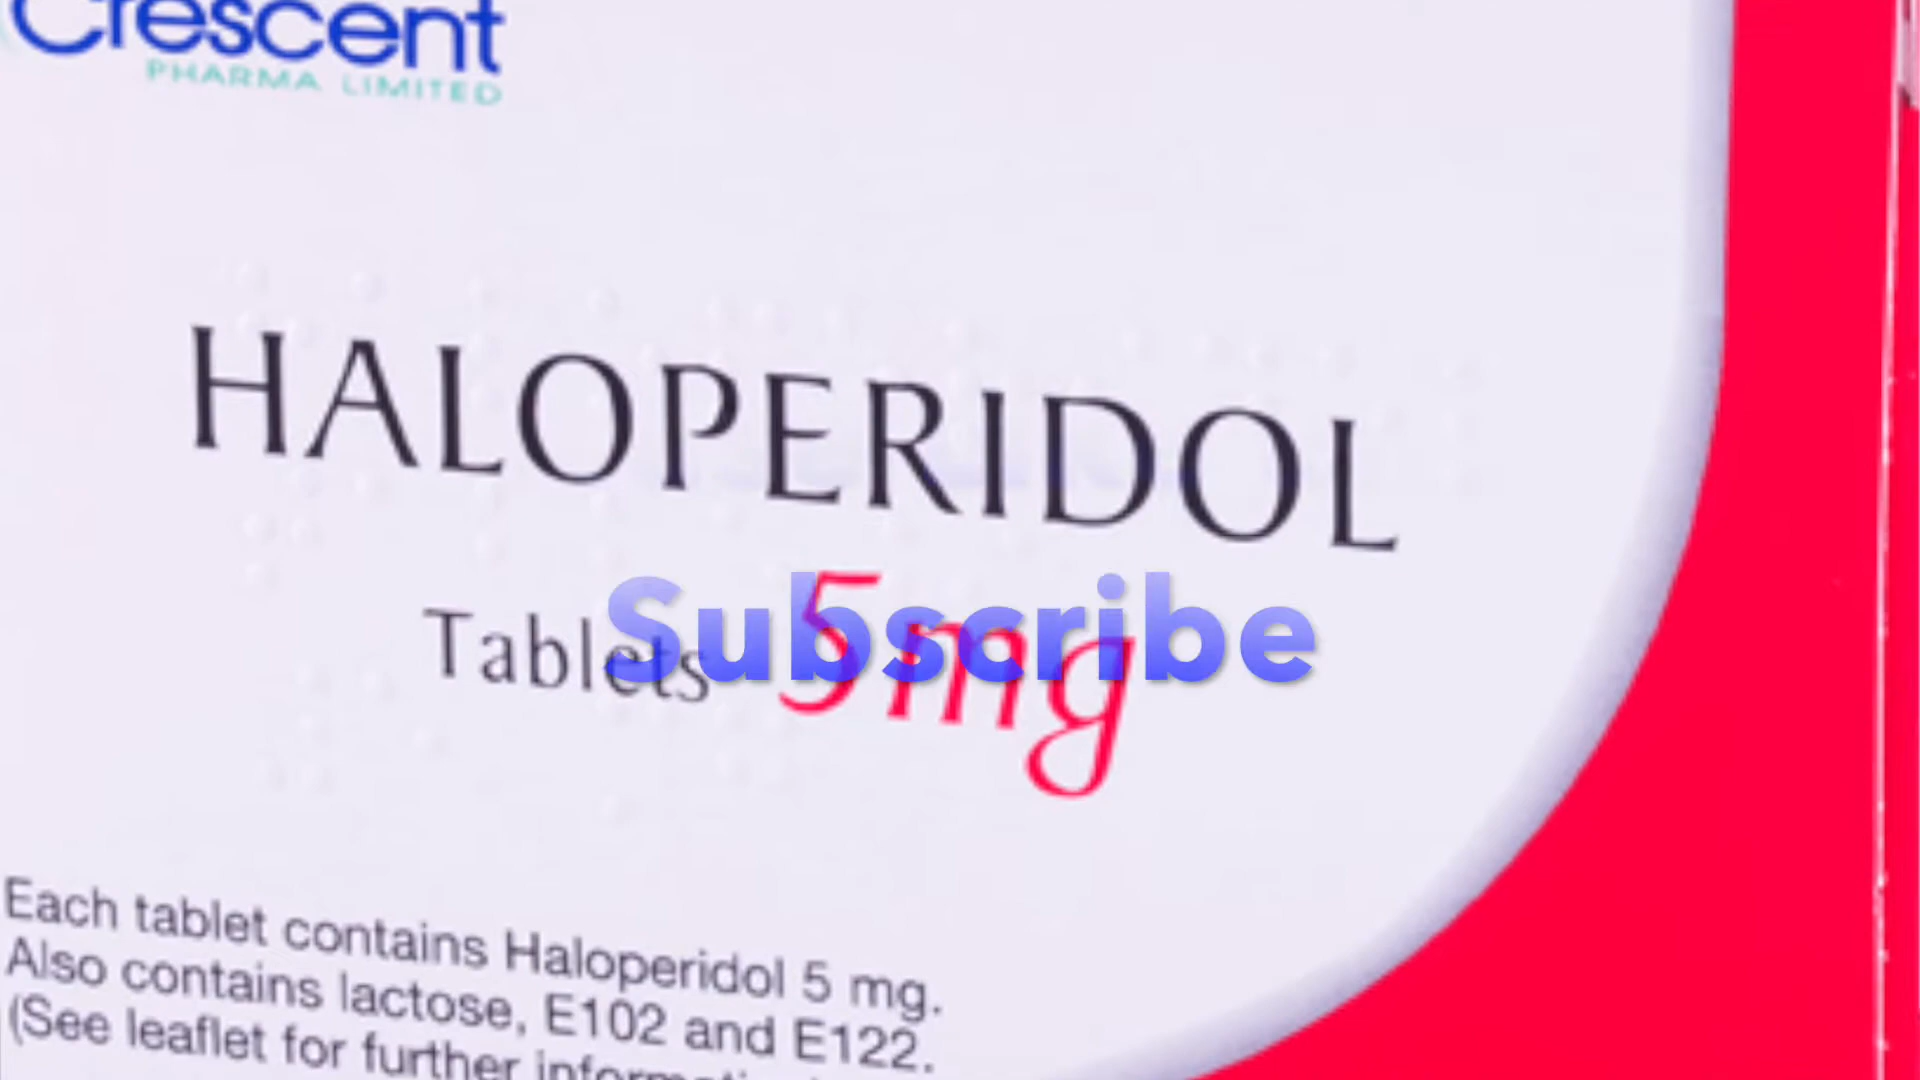 Crescent
PHARMA LIMITED
HALOPERIDOL
Tablets 5mg
Subscribe
Each tablet contains Haloperidol 5 mg.
Also contains lactose, E102 and E122.
(See leaflet for further